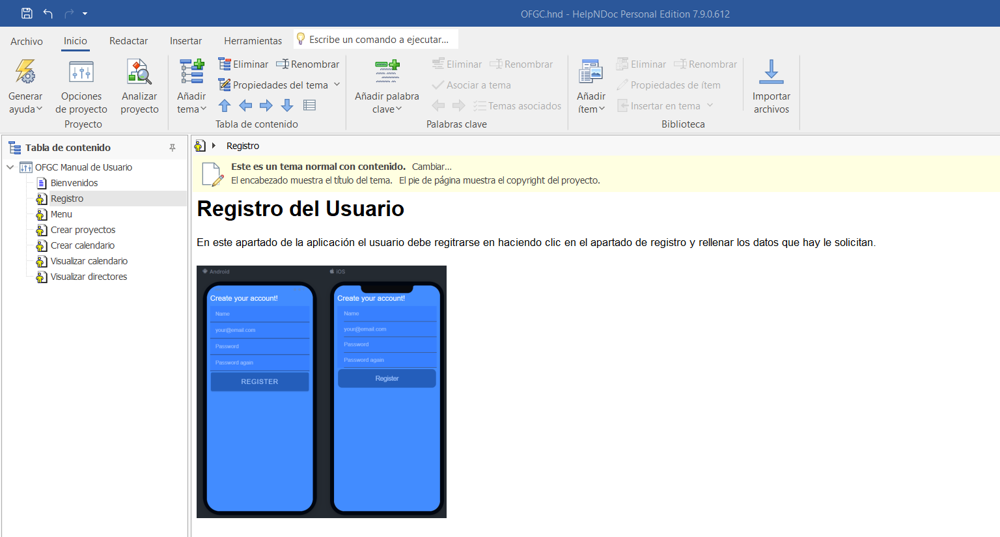 OFGC.hnd - HelpNDoc Personal Edition 7.9.0.612
Archivo Inicio Redactar Insertar Herramientas Escribe un comando a ejecutar...
Generar ayuda
Opciones de proyecto
Analizar proyecto
Proyecto
Añadir tema
Eliminar Renombrar
Propiedades del tema
Tabla de contenido
Añadir palabra clave
Eliminar Renombrar
Asociar a tema
Temas asociados
Palabras clave
Añadir ítem
Eliminar Renombrar
Propiedades de ítem
Insertar en tema
Biblioteca
Importar archivos
Tabla de contenido
OFGC Manual de Usuario
Bienvenidos
Registro
Menu
Crear proyectos
Crear calendario
Visualizar calendario
Visualizar directores
Registro
Este es un tema normal con contenido. Cambiar...
El encabezado muestra el título del tema. El pie de página muestra el copyright del proyecto.
Registro del Usuario
En este apartado de la aplicación el usuario debe regitrarse en haciendo clic en el apartado de registro y rellenar los datos que hay le solicitan.
Android
Create your account!
Name
your@email.com
Password
Password again
REGISTER
iOS
Create your account!
Name
your@email.com
Password
Password again
Register